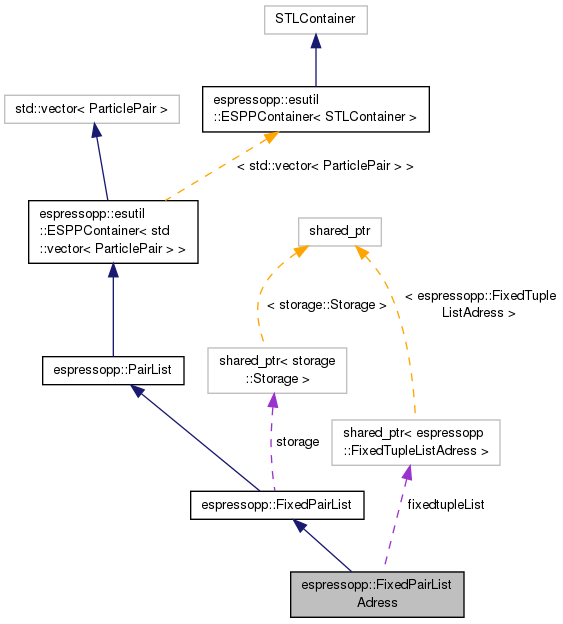 STLContainer
espressopp::esutil
::ESPPContainer< STLContainer >
std::vector< ParticlePair >
< std::vector< ParticlePair > >
espressopp::esutil
::ESPPContainer< std
::vector< ParticlePair > >
shared_ptr
< storage::Storage >
< espressopp::FixedTuple
ListAdress >
espressopp::PairList
shared_ptr< storage
::Storage >
shared_ptr< espressopp
::FixedTupleListAdress >
storage
espressopp::FixedPairList
fixedtupleList
espressopp::FixedPairList
Adress